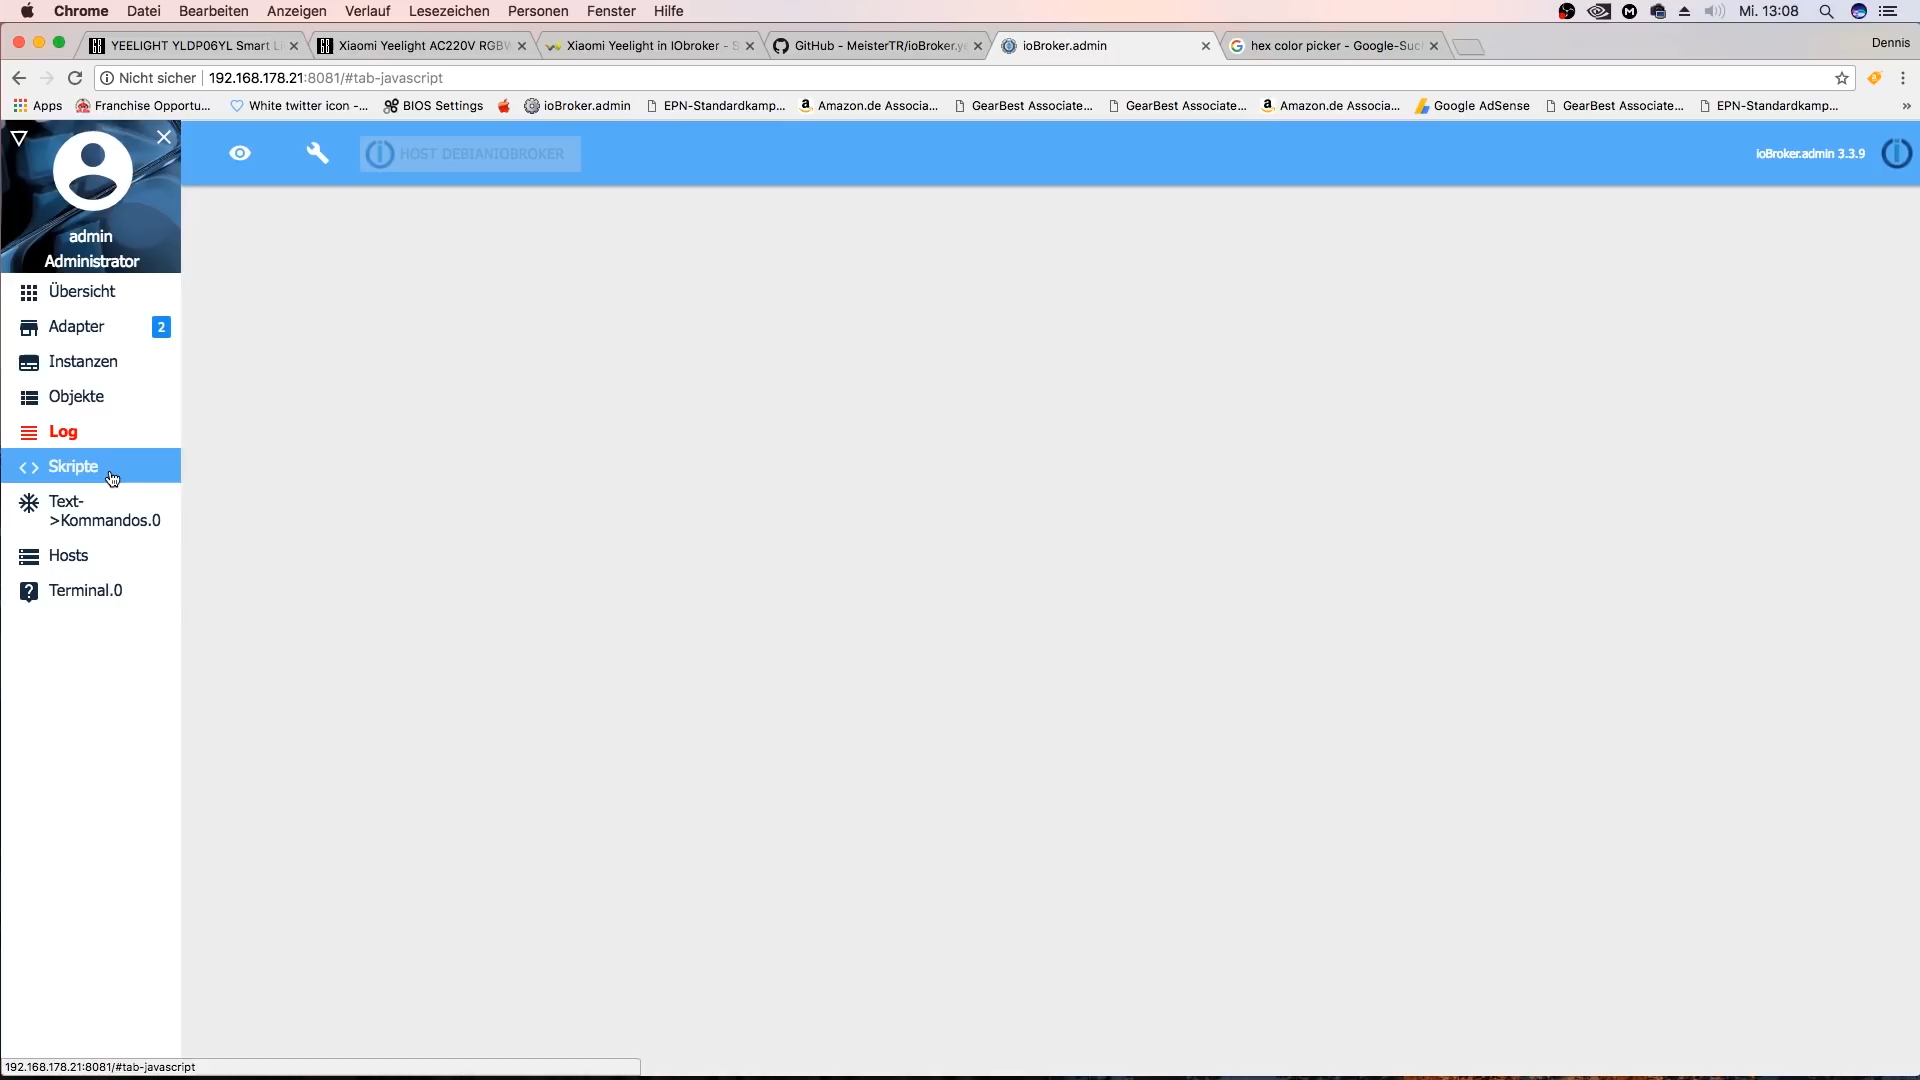 Chrome Datei Bearbeiten Anzeigen Verlauf Lesezeichen Personen Fenster Hilfe Mi. 13:08
YEELIGHT YLDP06YL Smart Li Xiaomi Yeelight AC220V RGBW Xiaomi Yeelight in IObroker - S GitHub - MeisterTR/ioBroker.ye ioBroker.admin hex color picker - Google-Suc Dennis
Nicht sicher 192.168.178.21:8081/#tab-javascript
Apps Franchise Opportu... White twitter icon -... BIOS Settings ioBroker.admin EPN-Standardkamp... Amazon.de Associa... GearBest Associate... GearBest Associate... Amazon.de Associa... Google AdSense GearBest Associate... EPN-Standardkamp... »
HOST DEBIANIOBROKER ioBroker.admin 3.3.9
admin
Administrator
Übersicht
Adapter 2
Instanzen
Objekte
Log
Skripte
Text-
>Kommandos.0
Hosts
Terminal.0
192.168.178.21:8081/#tab-javascript